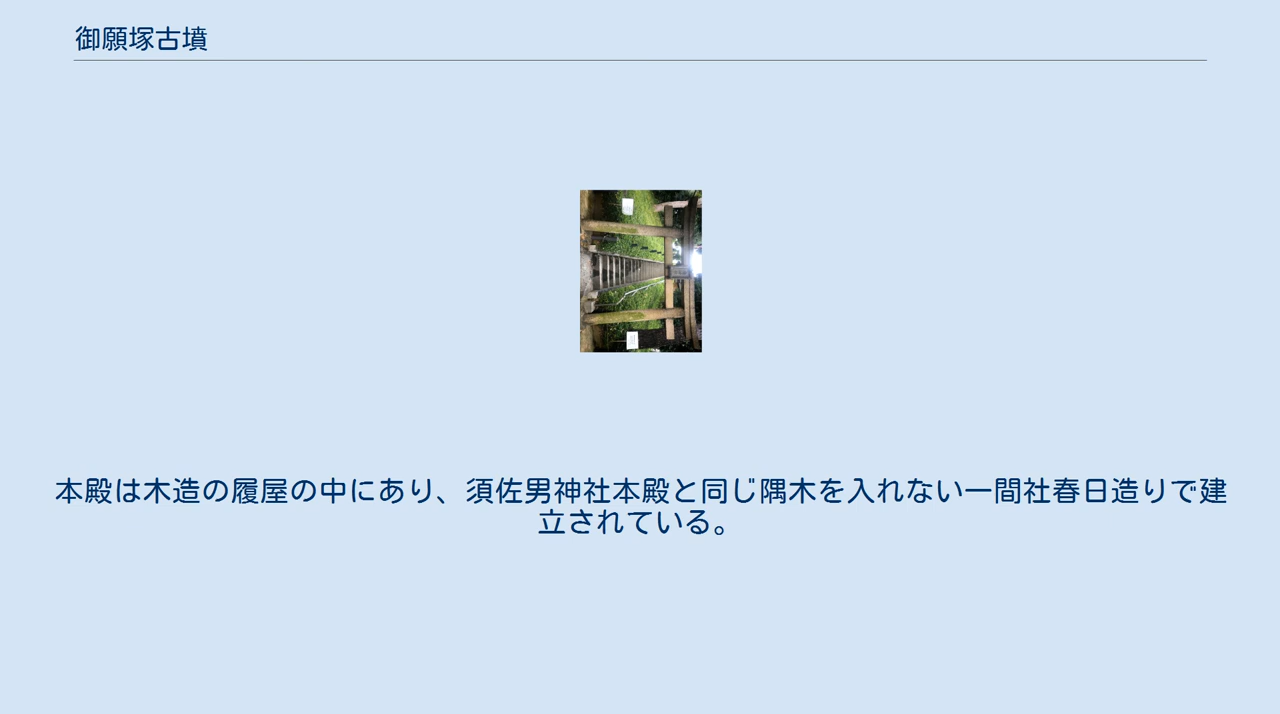 御願塚古墳
本殿は木造の履屋の中にあり、須佐男神社本殿と同じ隅木を入れない一間社春日造りで建
立されている。